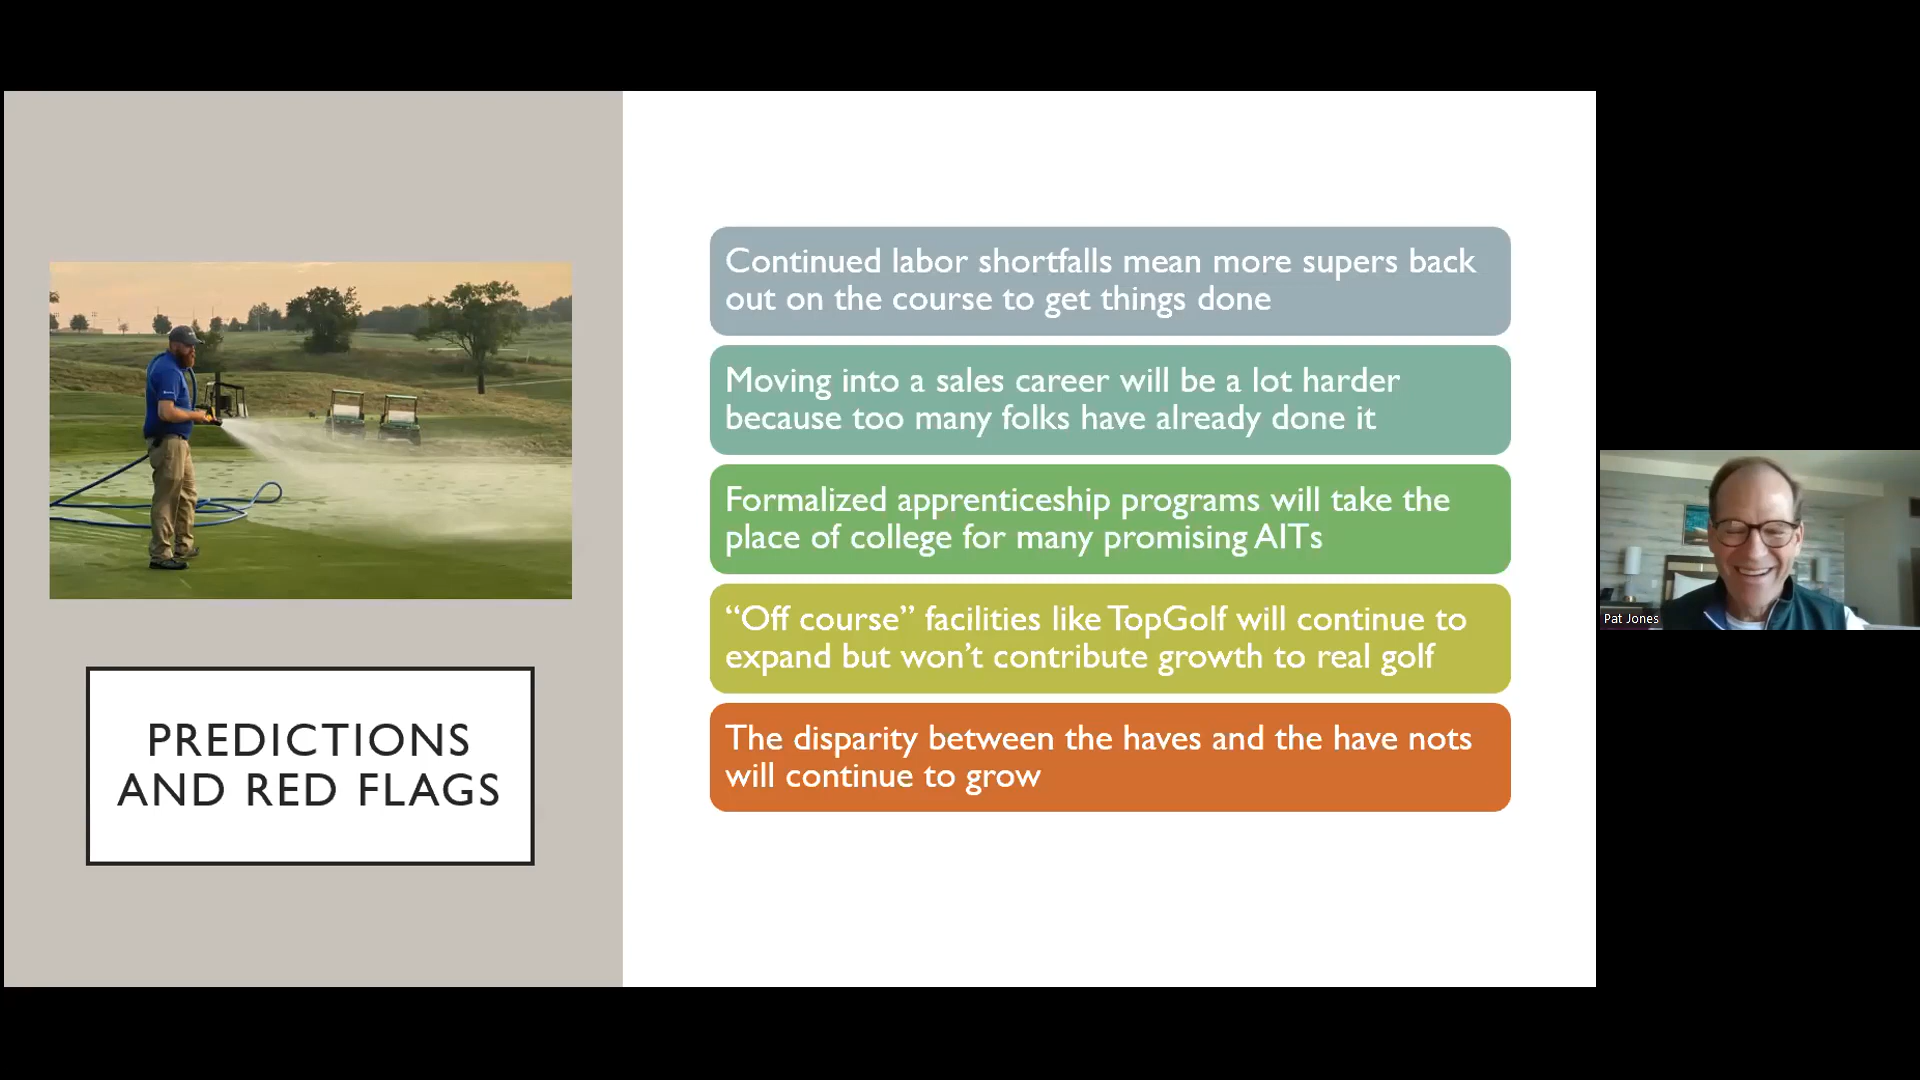 PREDICTIONS
AND RED FLAGS
Continued labor shortfalls mean more supers back
out on the course to get things done
Moving into a sales career will be a lot harder
because too many folks have already done it
Formalized apprenticeship programs will take the
place of college for many promising AITs
“Off course” facilities like TopGolf will continue to
expand but won’t contribute growth to real golf
The disparity between the haves and the have nots
will continue to grow
Pat Jones